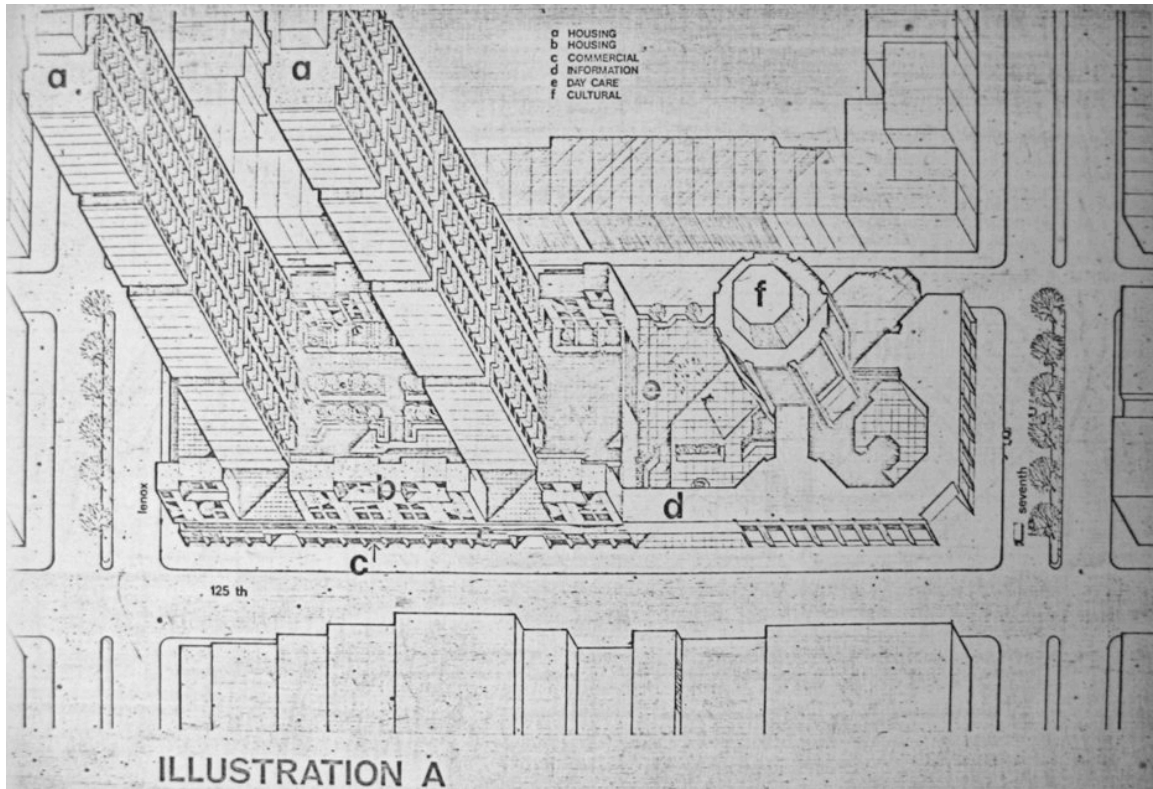 a HOUSING
b HOUSING
c COMMERCIAL
d INFORMATION
e DAY CARE
f CULTURAL
a
a
f
e
b
d
c
lenox
seventh
125 th
ILLUSTRATION A